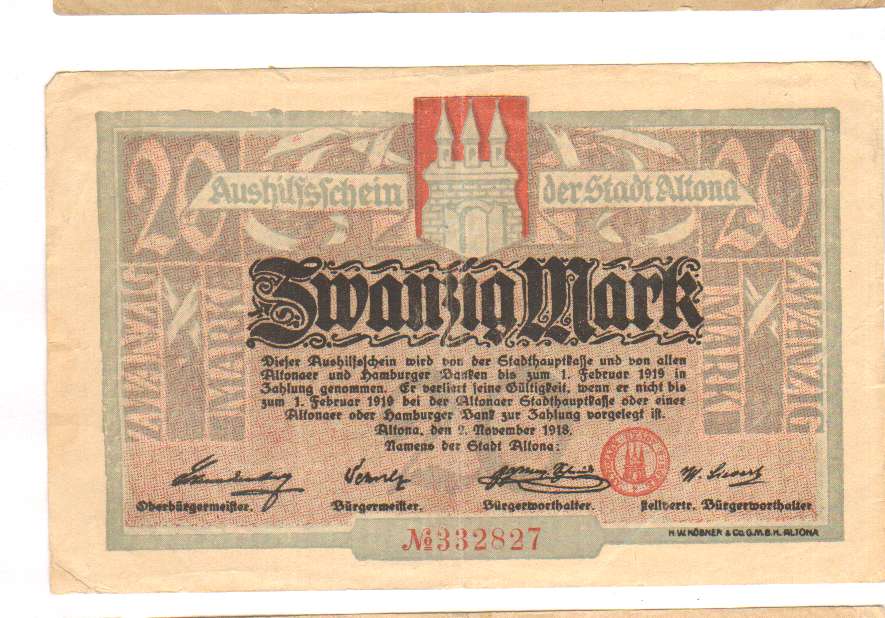 20 20
Aushilfsschein der Stadt Altona
ZWANZIG MARK MARK ZWANZIG
Zwanzig Mark
Dieser Aushilfsschein wird von der Stadthauptkasse und von allen
Altonaer und Hamburger Banken bis zum 1. Februar 1919 in
Zahlung genommen. Er verliert seine Gültigkeit, wenn er nicht bis
zum 1. Februar 1919 bei der Altonaer Stadthauptkasse oder einer
Altonaer oder Hamburger Bank zur Zahlung vorgelegt ist.
Altona, den 2. November 1918.
Namens der Stadt Altona:
Oberbürgermeister. Bürgermeister. Bürgerworthalter. stellvertr. Bürgerworthalter
№ 332827
H.W. KÖBNER & CO. G.M.B.H. ALTONA